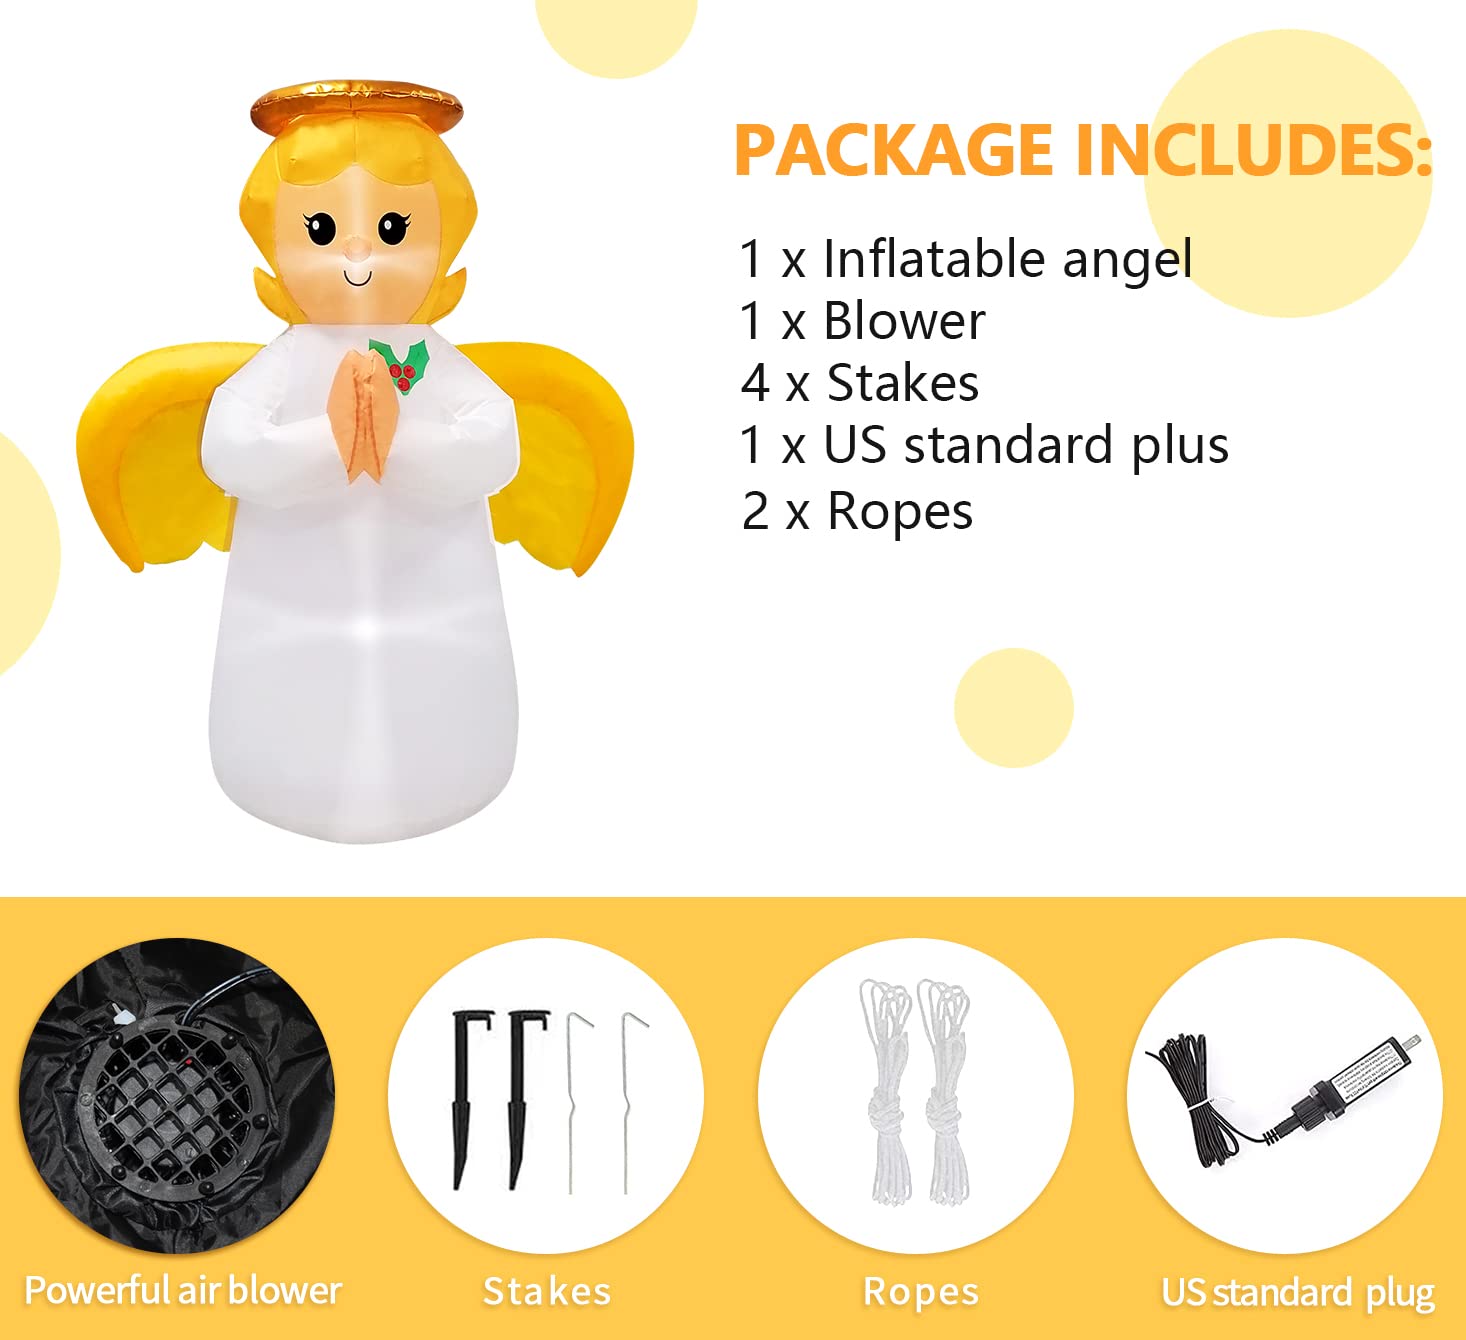 PACKAGE INCLUDES:
1 x Inflatable angel
1 x Blower
4 x Stakes
1 x US standard plus
2 x Ropes
Powerful air blower
Stakes
Ropes
US standard plug